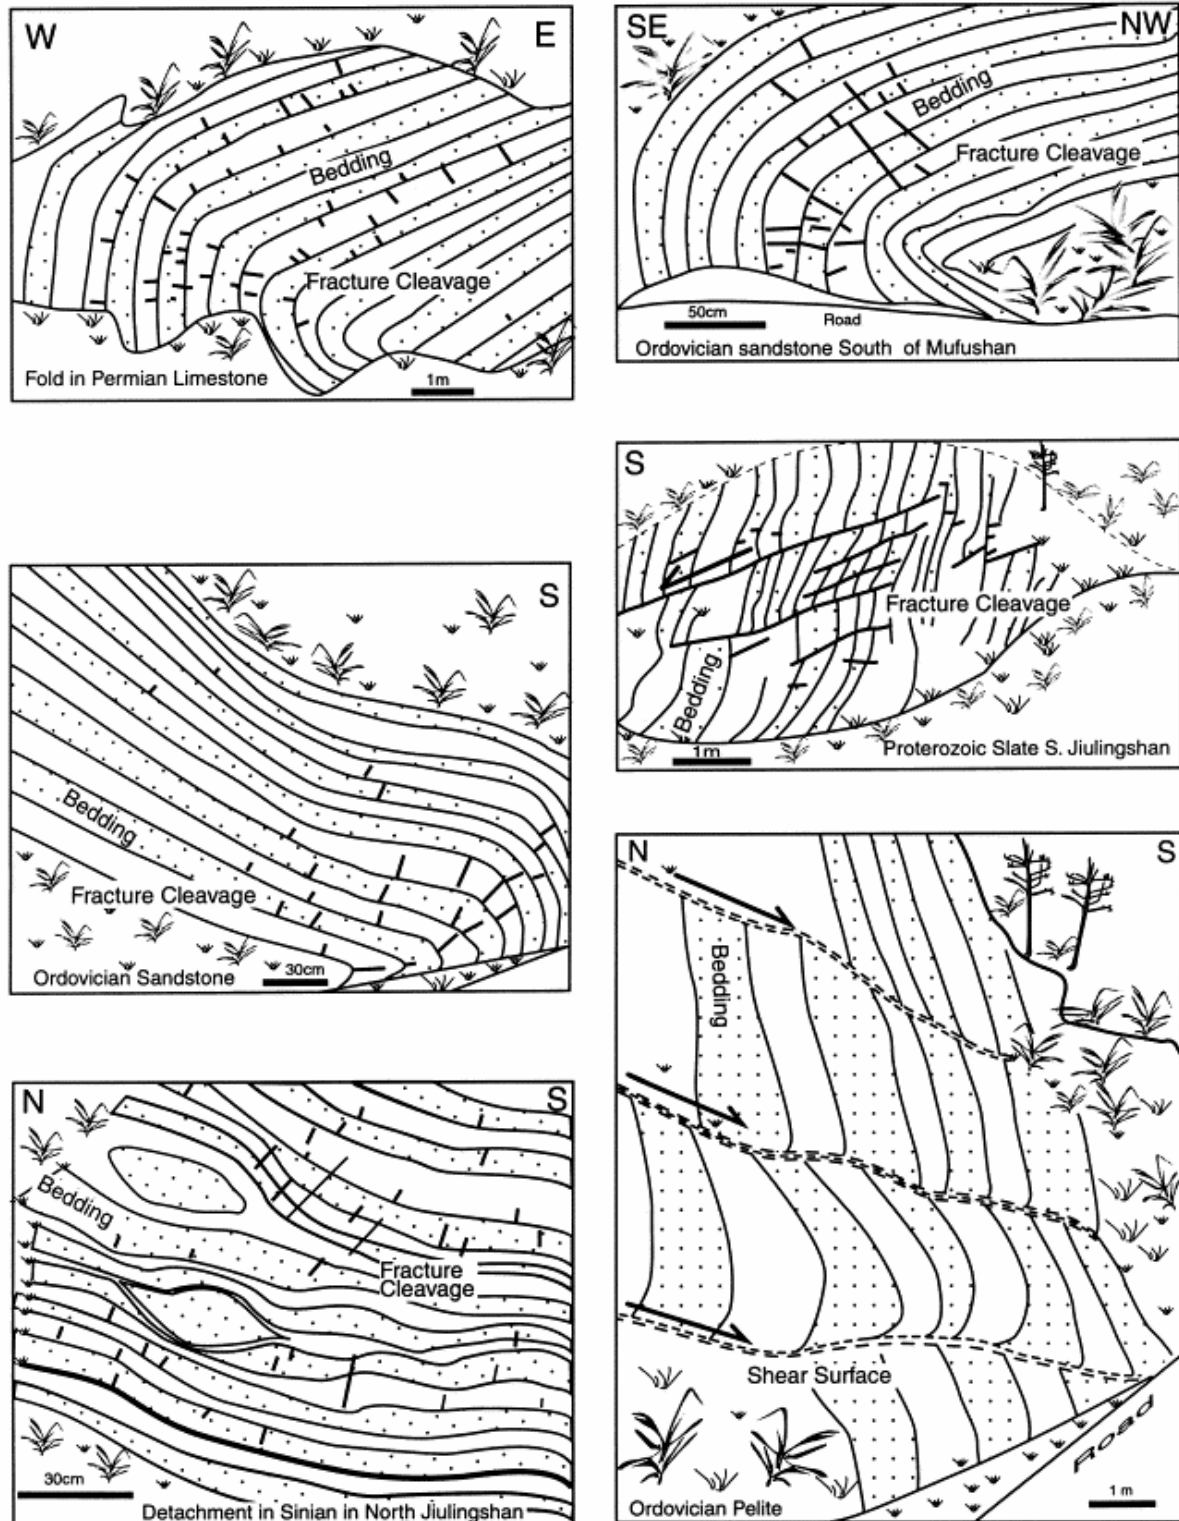 W
E
Bedding
Fracture Cleavage
Fold in Permian Limestone
1m
SE
NW
Bedding
Fracture Cleavage
50cm
Road
Ordovician sandstone South of Mufushan
S
Fracture Cleavage
Bedding
1m
Proterozoic Slate S. Jiulingshan
S
Bedding
Fracture Cleavage
Ordovician Sandstone
30cm
N
S
Bedding
Shear Surface
Road
Ordovician Pelite
1 m
N
S
Bedding
Fracture
Cleavage
30cm
Detachment in Sinian in North Jiulingshan